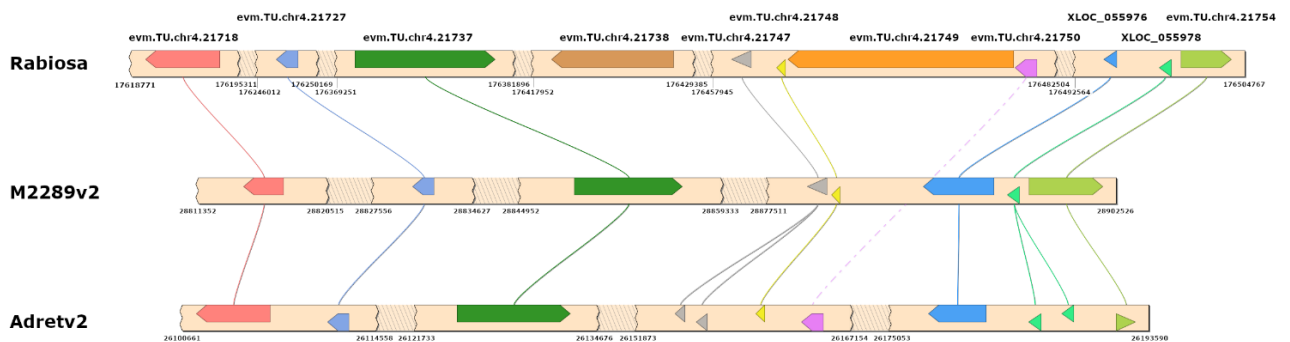 evm.TU.chr4.21727 evm.TU.chr4.21748 XLOC_055976 evm.TU.chr4.21754
evm.TU.chr4.21718 evm.TU.chr4.21737 evm.TU.chr4.21738 evm.TU.chr4.21747 evm.TU.chr4.21749 evm.TU.chr4.21750 XLOC_055978
Rabiosa
17618771 176195311 176250169 176381896 176429385 176482504 176504767
176246012 176369251 176417952 176457945 176492564
M2289v2
28811352 28820515 28827556 28834627 28844952 28859333 28877511 28902526
Adretv2
26100661 26114558 26121733 26134676 26151873 26167154 26175053 26193590